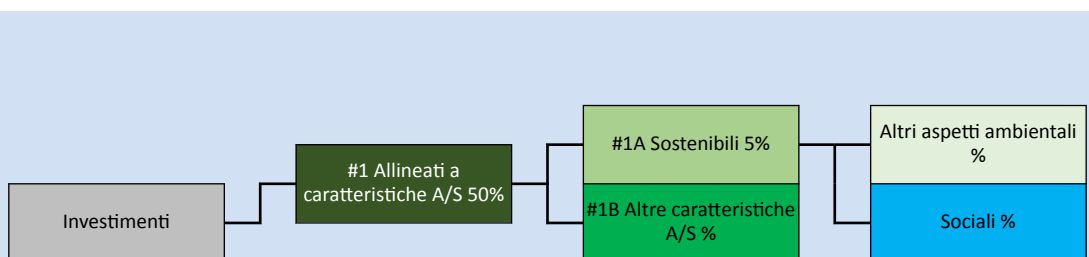 Investimenti
#1 Allineati a
caratteristiche A/S 50%
#1A Sostenibili 5%
#1B Altre caratteristiche
A/S %
Altri aspetti ambientali
%
Sociali %